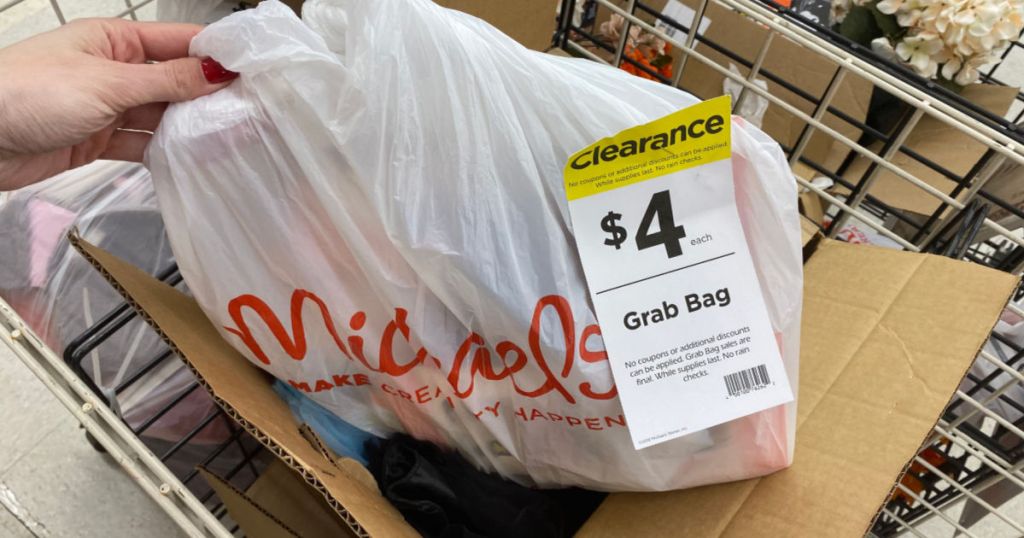 Clearance
No coupons or additional discounts can be applied.
While supplies last. No rain checks.
$4 each
Grab Bag
No coupons or additional discounts
can be applied. Grab Bag sales are
final. While supplies last. No rain
checks.
Michaels
MAKE CREATIVITY HAPPEN